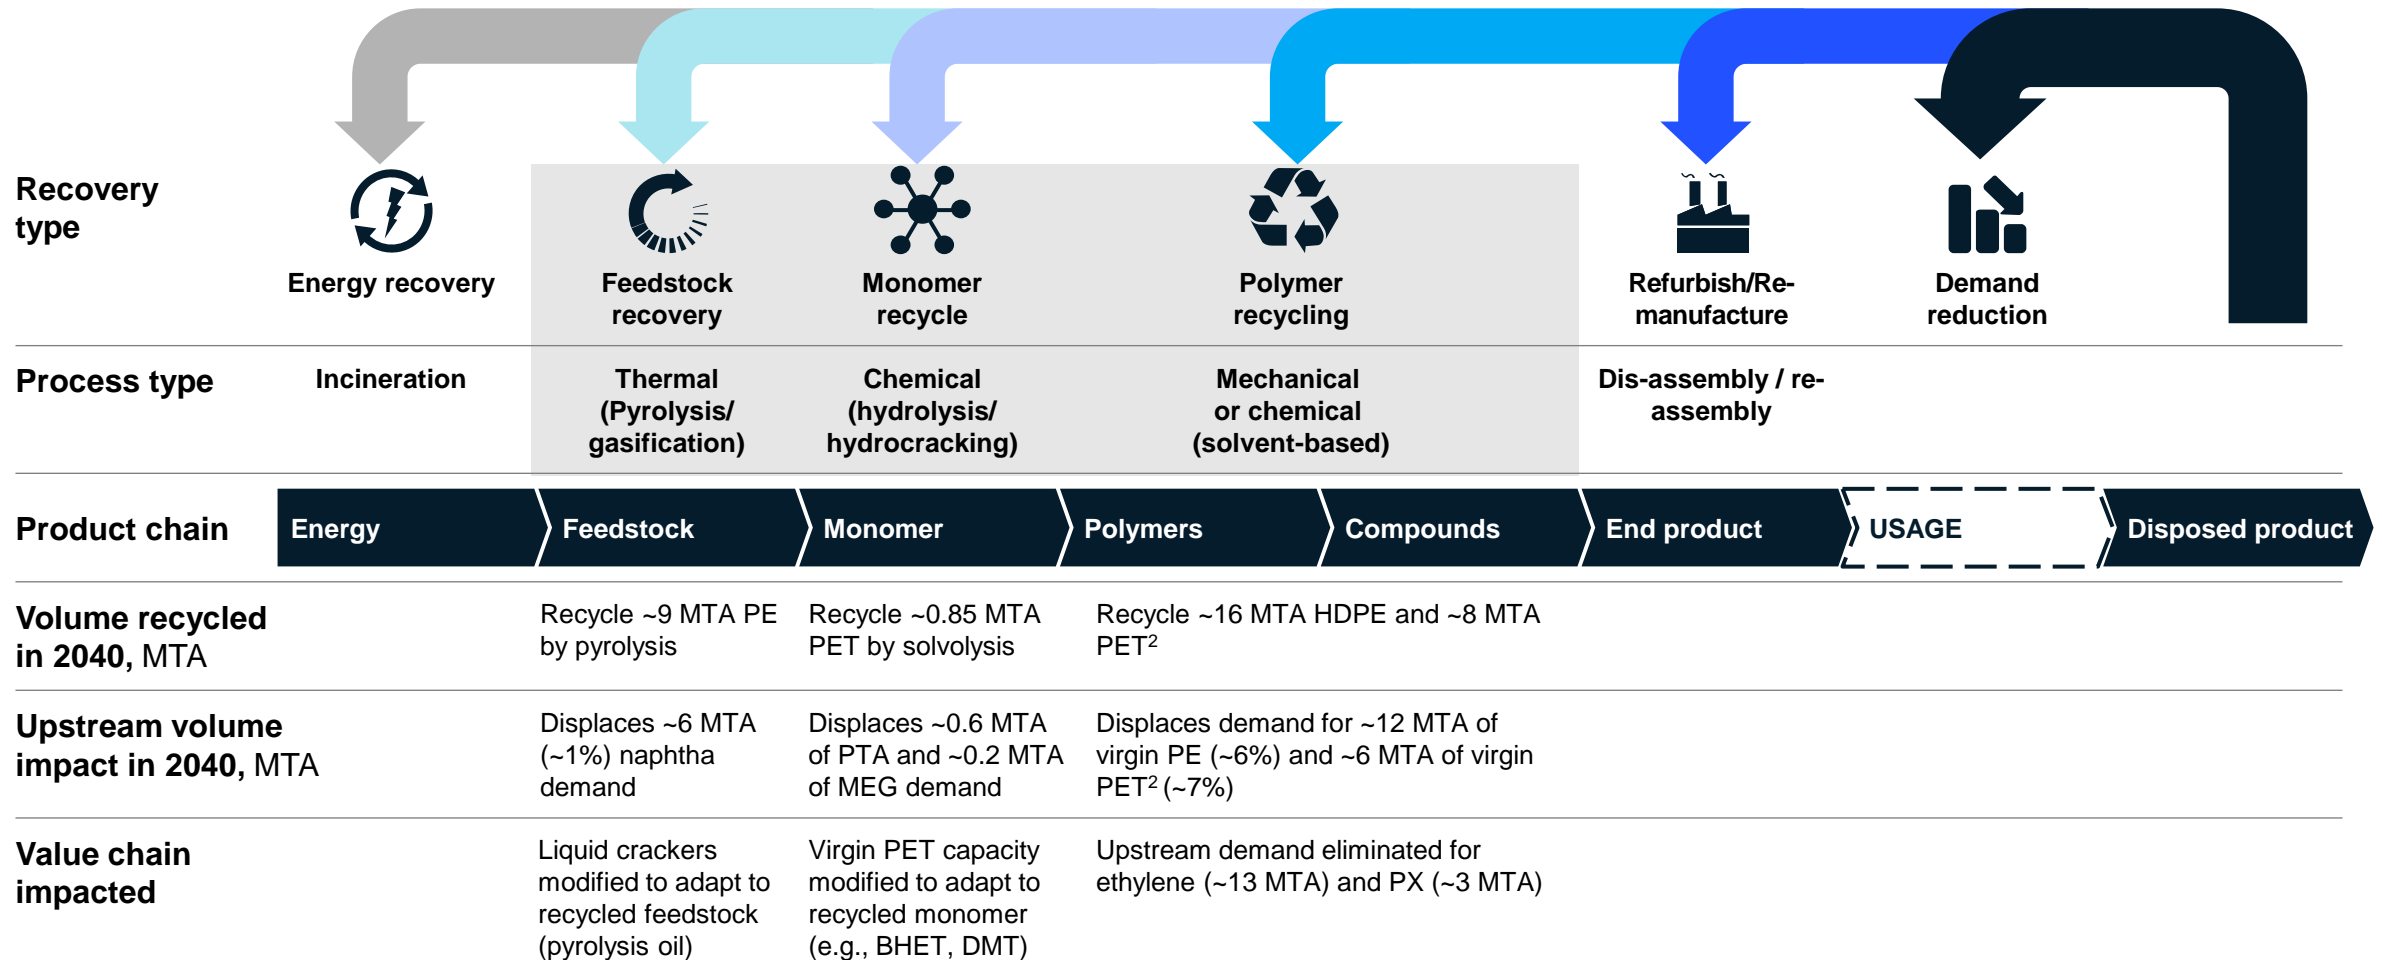 Recovery
type
Energy recovery
Feedstock
recovery
Monomer
recycle
Polymer
recycling
Refurbish/Re-
manufacture
Demand
reduction
Process type
Incineration
Thermal
(Pyrolysis/
gasification)
Chemical
(hydrolysis/
hydrocracking)
Mechanical
or chemical
(solvent-based)
Dis-assembly / re-
assembly
Product chain
Energy
Feedstock
Monomer
Polymers
Compounds
End product
USAGE
Disposed product
Volume recycled
in 2040, MTA
Recycle ~9 MTA PE
by pyrolysis
Recycle ~0.85 MTA
PET by solvolysis
Recycle ~16 MTA HDPE and ~8 MTA
PET²
Upstream volume
impact in 2040, MTA
Displaces ~6 MTA
(~1%) naphtha
demand
Displaces ~0.6 MTA
of PTA and ~0.2 MTA
of MEG demand
Displaces demand for ~12 MTA of
virgin PE (~6%) and ~6 MTA of virgin
PET² (~7%)
Value chain
impacted
Liquid crackers
modified to adapt to
recycled feedstock
(pyrolysis oil)
Virgin PET capacity
modified to adapt to
recycled monomer
(e.g., BHET, DMT)
Upstream demand eliminated for
ethylene (~13 MTA) and PX (~3 MTA)